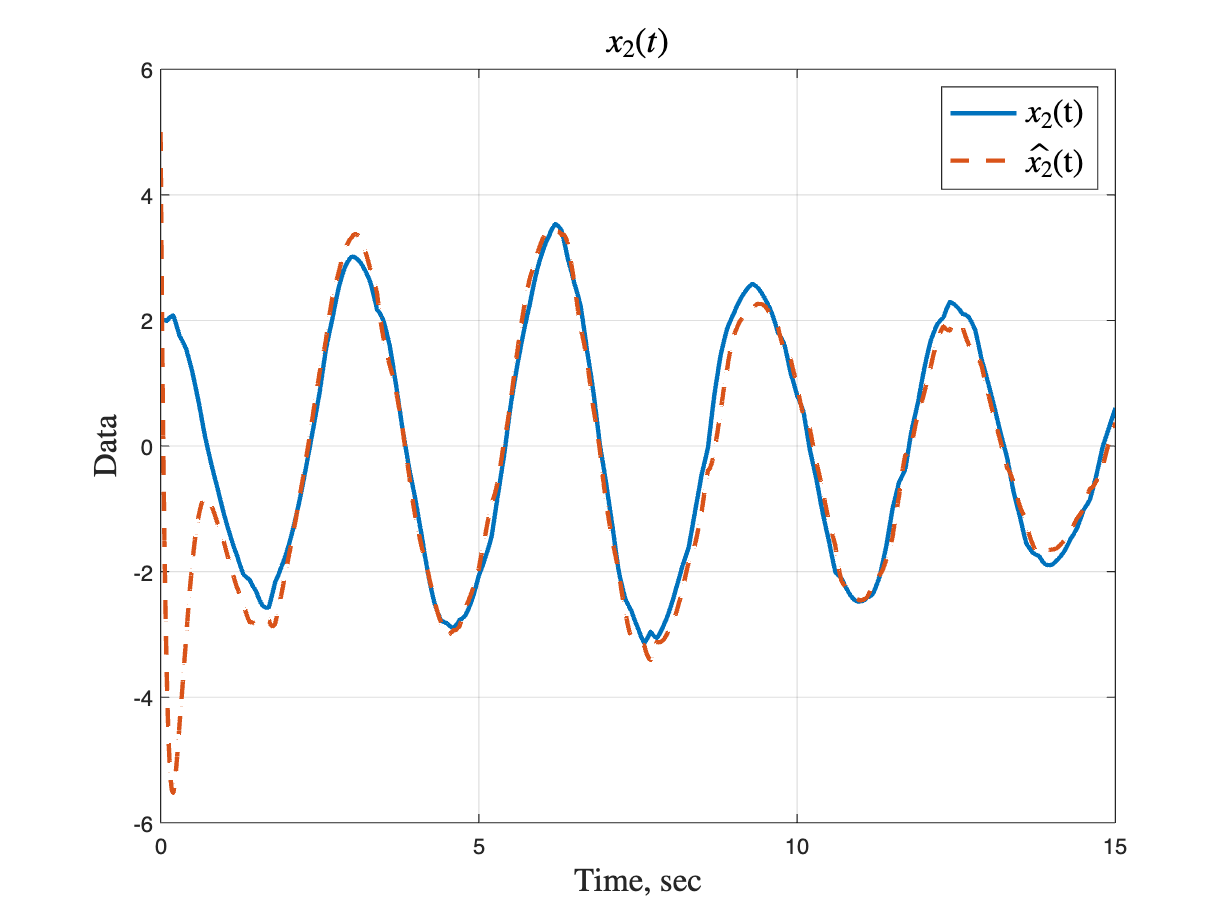 x₂(t)
6
4
2
0
-2
-4
-6
Data
0 5 10 15
Time, sec
x₂(t)
x̂₂(t)